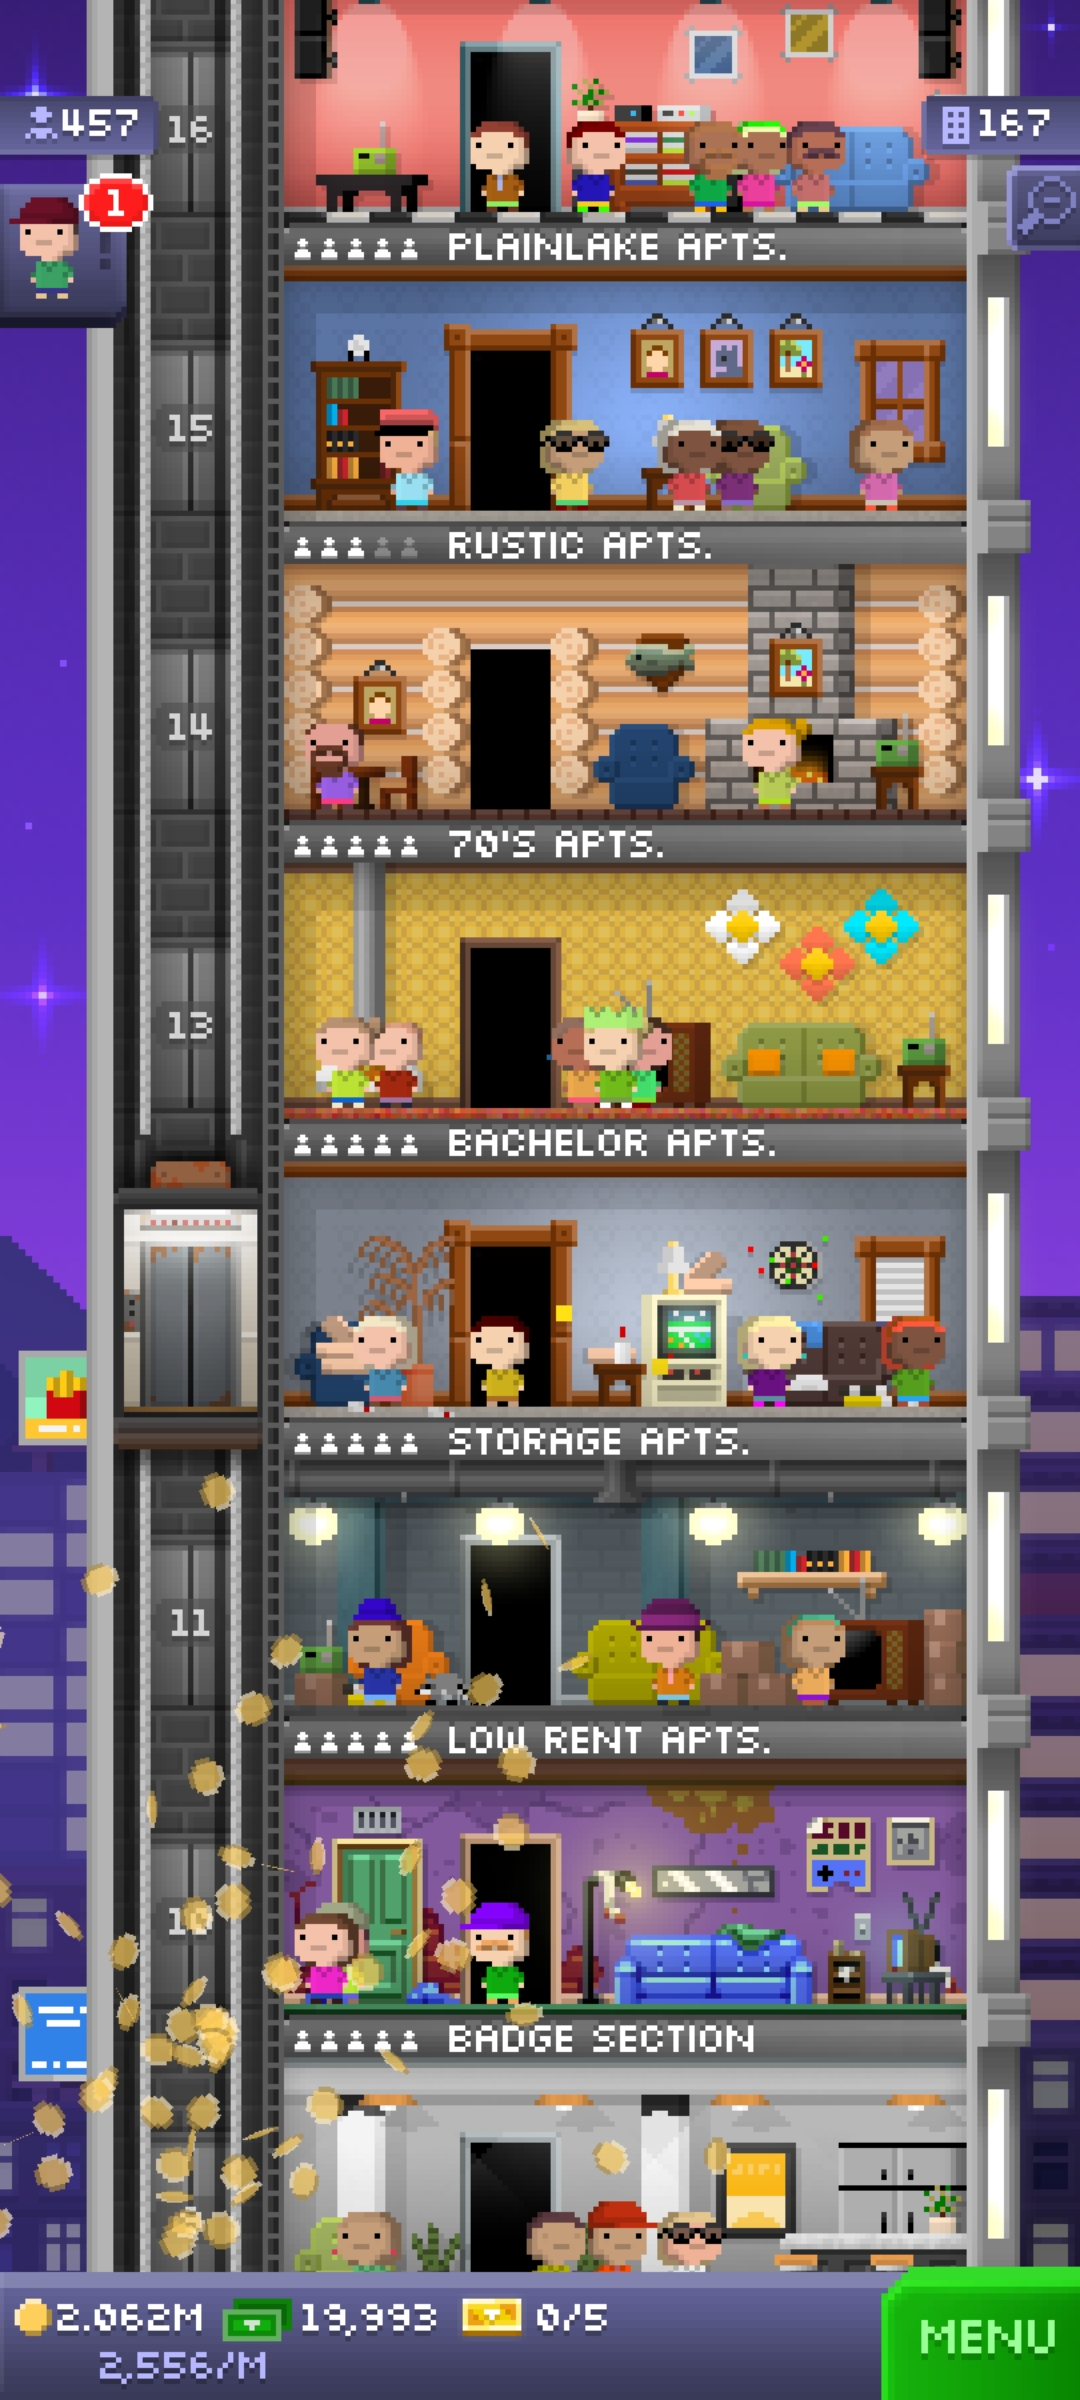 457
16
167
1
PLAINLAKE APTS.
15
RUSTIC APTS.
14
70'S APTS.
13
BACHELOR APTS.
STORAGE APTS.
11
LOW RENT APTS.
BADGE SECTION
2.062M
19,993
0/5
MENU
2,556/M